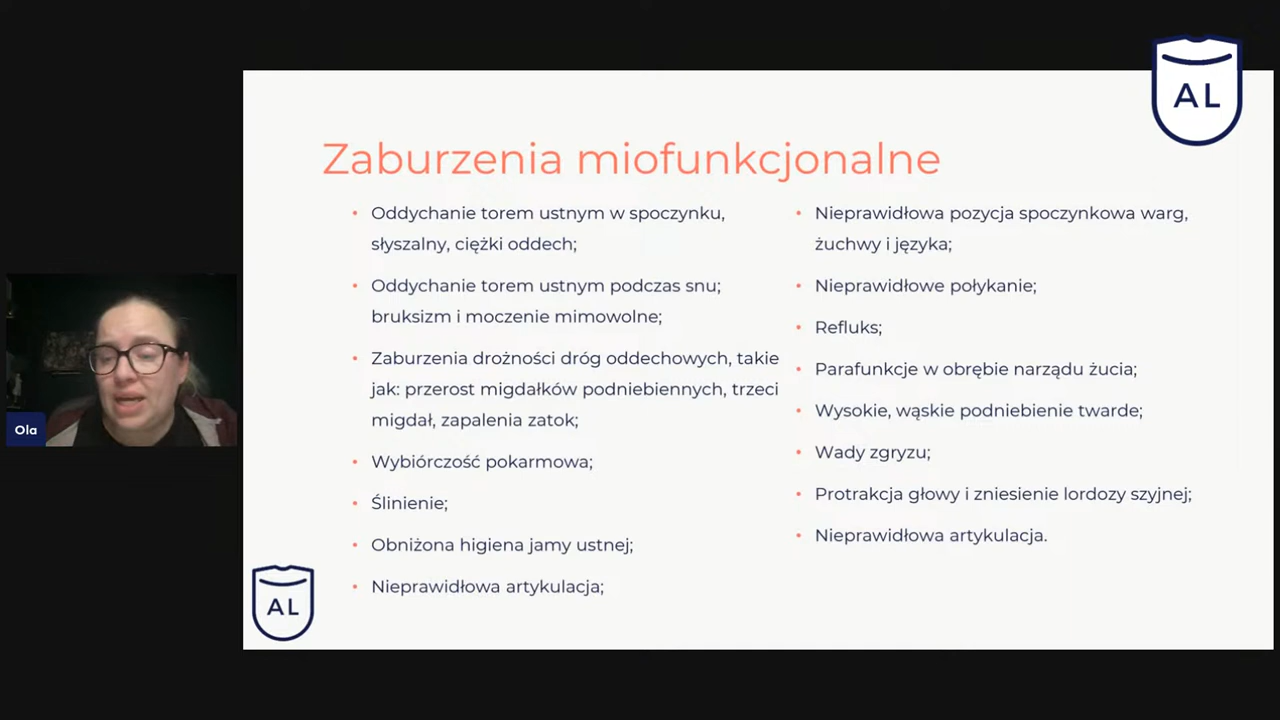 AL
Zaburzenia miofunkcjonalne
Oddychanie torem ustnym w spoczynku,
słyszalny, ciężki oddech;
Oddychanie torem ustnym podczas snu;
bruksizm i moczenie mimowolne;
Zaburzenia drożności dróg oddechowych, takie
jak: przerost migdałków podniebiennych, trzeci
migdał, zapalenia zatok;
Wybiórczość pokarmowa;
Ślinienie;
Obniżona higiena jamy ustnej;
Nieprawidłowa artykulacja;
Nieprawidłowa pozycja spoczynkowa warg,
żuchwy i języka;
Nieprawidłowe połykanie;
Refluks;
Parafunkcje w obrębie narządu żucia;
Wysokie, wąskie podniebienie twarde;
Wady zgryzu;
Protrakcja głowy i zniesienie lordozy szyjnej;
Nieprawidłowa artykulacja.
Ola
AL